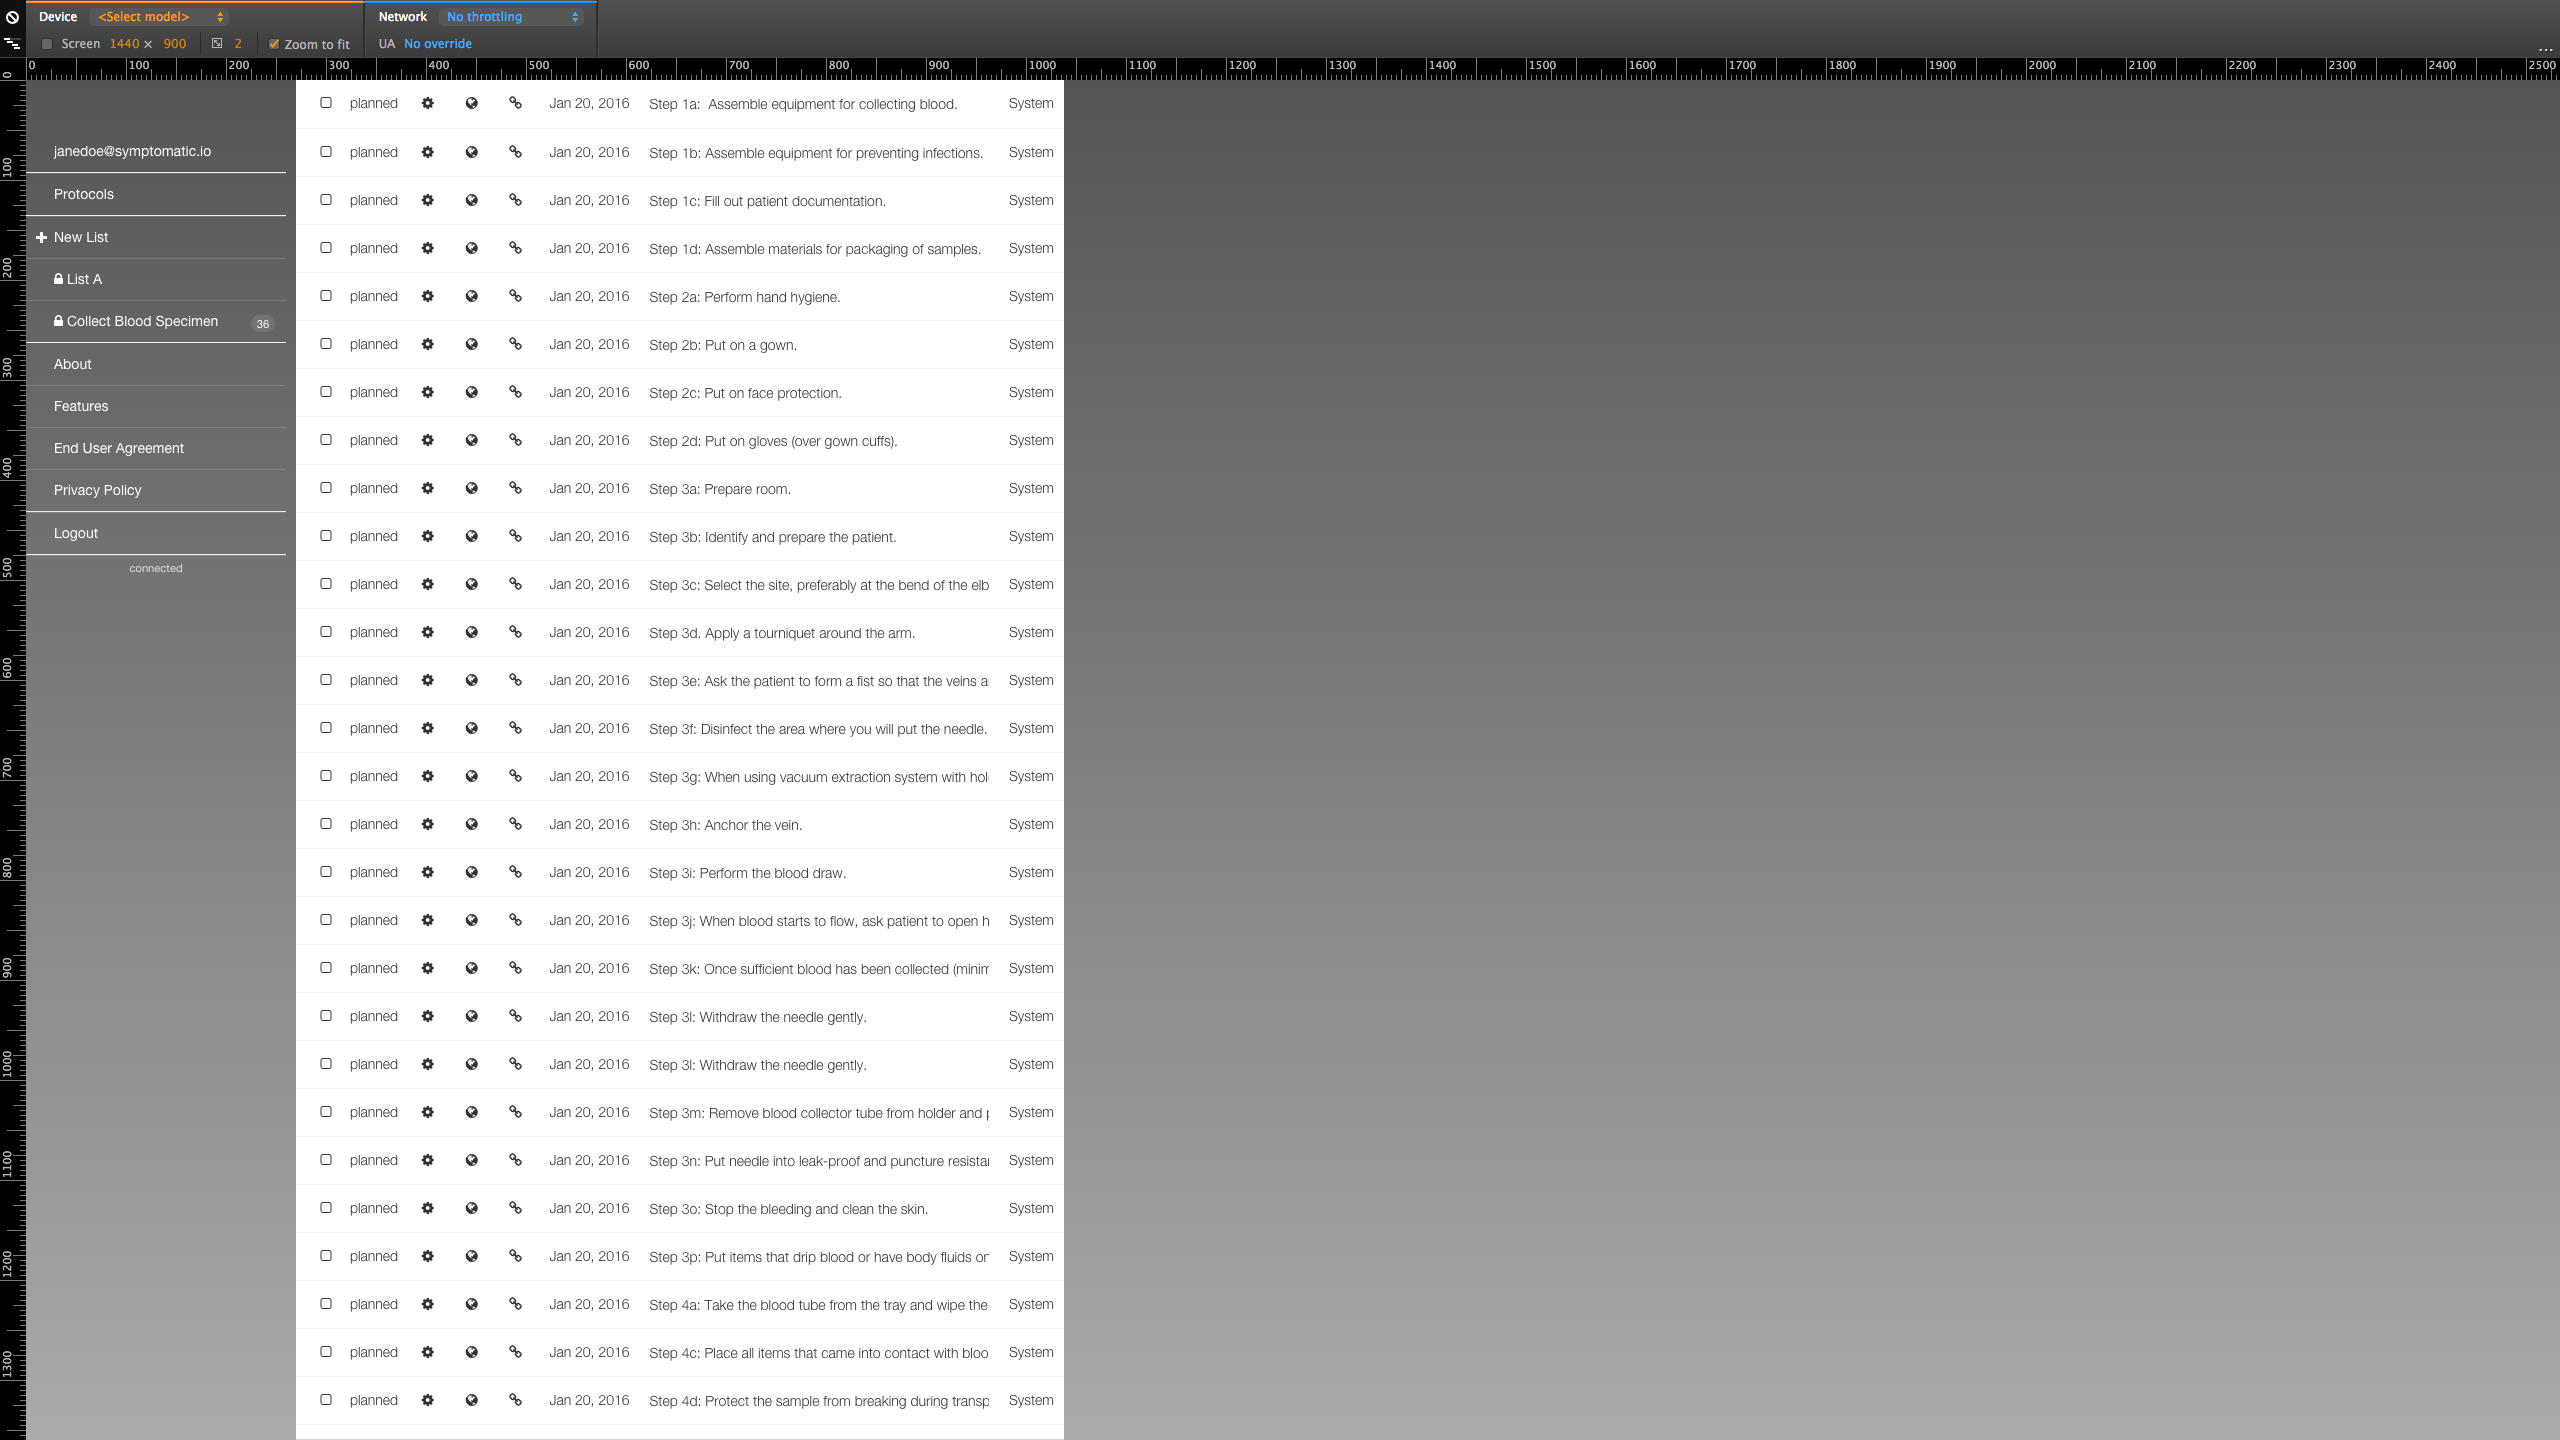 Device <Select model> Network No throttling
Screen 1440 × 900 2 Zoom to fit UA No override
...
0 100 200 300 400 500 600 700 800 900 1000 1100 1200 1300 1400 1500 1600 1700 1800 1900 2000 2100 2200 2300 2400 2500
0
100
200
300
400
500
600
700
800
900
1000
1100
1200
1300
janedoe@symptomatic.io
Protocols
New List
List A
Collect Blood Specimen 36
About
Features
End User Agreement
Privacy Policy
Logout
connected
planned Jan 20, 2016 Step 1a: Assemble equipment for collecting blood. System
planned Jan 20, 2016 Step 1b: Assemble equipment for preventing infections. System
planned Jan 20, 2016 Step 1c: Fill out patient documentation. System
planned Jan 20, 2016 Step 1d: Assemble materials for packaging of samples. System
planned Jan 20, 2016 Step 2a: Perform hand hygiene. System
planned Jan 20, 2016 Step 2b: Put on a gown. System
planned Jan 20, 2016 Step 2c: Put on face protection. System
planned Jan 20, 2016 Step 2d: Put on gloves (over gown cuffs). System
planned Jan 20, 2016 Step 3a: Prepare room. System
planned Jan 20, 2016 Step 3b: Identify and prepare the patient. System
planned Jan 20, 2016 Step 3c: Select the site, preferably at the bend of the elb System
planned Jan 20, 2016 Step 3d. Apply a tourniquet around the arm. System
planned Jan 20, 2016 Step 3e: Ask the patient to form a fist so that the veins a System
planned Jan 20, 2016 Step 3f: Disinfect the area where you will put the needle. System
planned Jan 20, 2016 Step 3g: When using vacuum extraction system with hol System
planned Jan 20, 2016 Step 3h: Anchor the vein. System
planned Jan 20, 2016 Step 3i: Perform the blood draw. System
planned Jan 20, 2016 Step 3j: When blood starts to flow, ask patient to open h System
planned Jan 20, 2016 Step 3k: Once sufficient blood has been collected (minim System
planned Jan 20, 2016 Step 3l: Withdraw the needle gently. System
planned Jan 20, 2016 Step 3l: Withdraw the needle gently. System
planned Jan 20, 2016 Step 3m: Remove blood collector tube from holder and p System
planned Jan 20, 2016 Step 3n: Put needle into leak-proof and puncture resista System
planned Jan 20, 2016 Step 3o: Stop the bleeding and clean the skin. System
planned Jan 20, 2016 Step 3p: Put items that drip blood or have body fluids on System
planned Jan 20, 2016 Step 4a: Take the blood tube from the tray and wipe the System
planned Jan 20, 2016 Step 4c: Place all items that came into contact with bloo System
planned Jan 20, 2016 Step 4d: Protect the sample from breaking during transp System